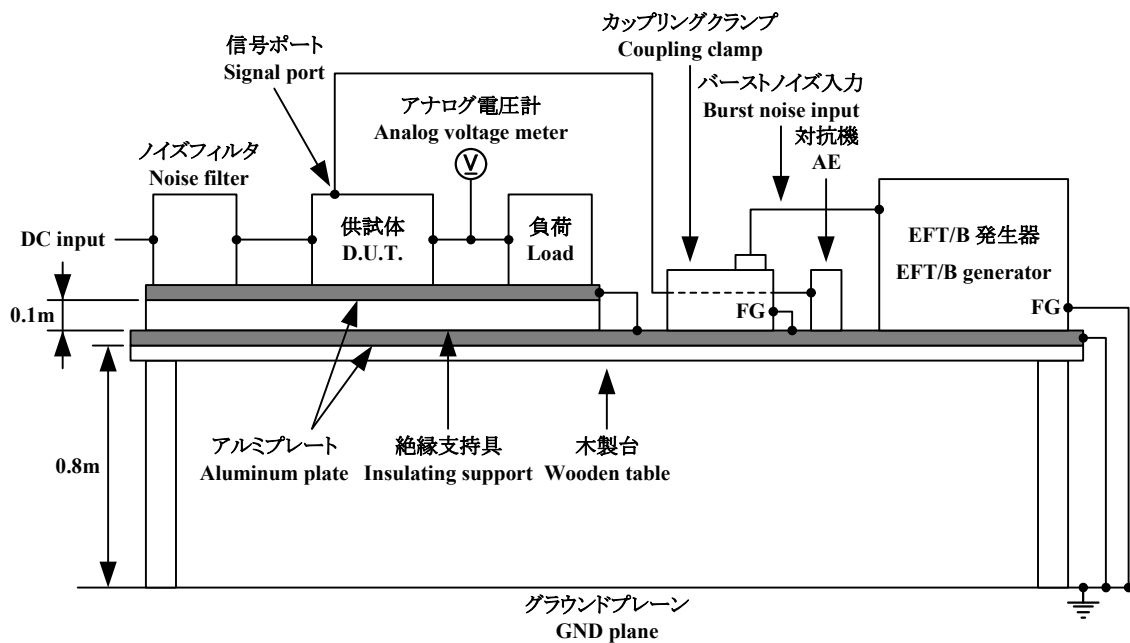 カップリングクランプ
Coupling clamp
信号ポート
Signal port
バーストノイズ入力
Burst noise input
アナログ電圧計
Analog voltage meter
対抗機
AE
ノイズフィルタ
Noise filter
V
DC input
供試体
D.U.T.
負荷
Load
EFT/B 発生器
EFT/B generator
0.1m
FG
FG
アルミプレート
Aluminum plate
絶縁支持具
Insulating support
木製台
Wooden table
0.8m
グラウンドプレーン
GND plane